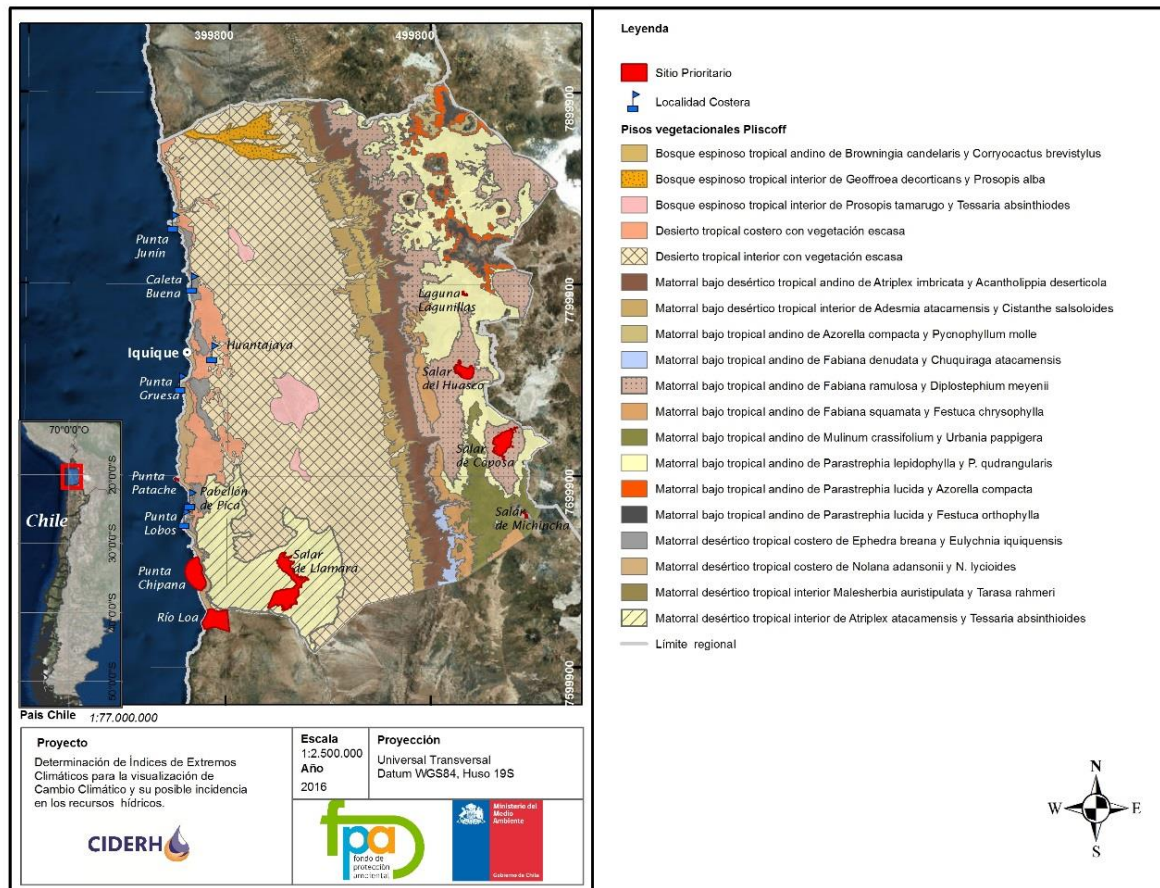 399800
499800
7899900
7799900
7699900
7599900
Punta
Junín
Caleta
Buena
Iquique
Huantajaya
Punta
Gruesa
Laguna
Lagunillas
Salar
del Huasco
Salar
de Coposa
Punta
Patache
Pabellón
de Pica
Punta
Lobos
Salar
de Michincha
Punta
Chipana
Salar
de Llamara
Río Loa
70°0'0"O
20°0'0"S
30°0'0"S
40°0'0"S
50°0'0"S
Chile
Pais Chile 1:77.000.000
Proyecto
Determinación de Índices de Extremos
Climáticos para la visualización de
Cambio Climático y su posible incidencia
en los recursos hídricos.
CIDERH
Escala
1:2.500.000
Año
2016
Proyección
Universal Transversal
Datum WGS84, Huso 19S
fpa
fondo de
protección
ambiental
Ministerio del
Medio
Ambiente
Gobierno de Chile
Leyenda
Sitio Prioritario
Localidad Costera
Pisos vegetacionales Pliscoff
Bosque espinoso tropical andino de Browningia candelaris y Corryocactus brevistylus
Bosque espinoso tropical interior de Geoffroea decorticans y Prosopis alba
Bosque espinoso tropical interior de Prosopis tamarugo y Tessaria absinthiodes
Desierto tropical costero con vegetación escasa
Desierto tropical interior con vegetación escasa
Matorral bajo desértico tropical andino de Atriplex imbricata y Acantholippia deserticola
Matorral bajo desértico tropical interior de Adesmia atacamensis y Cistanthe salsoloides
Matorral bajo tropical andino de Azorella compacta y Pycnophyllum molle
Matorral bajo tropical andino de Fabiana denudata y Chuquiraga atacamensis
Matorral bajo tropical andino de Fabiana ramulosa y Diplostephium meyenii
Matorral bajo tropical andino de Fabiana squamata y Festuca chrysophylla
Matorral bajo tropical andino de Mulinum crassifolium y Urbania pappigera
Matorral bajo tropical andino de Parastrephia lepidophylla y P. qudrangularis
Matorral bajo tropical andino de Parastrephia lucida y Azorella compacta
Matorral bajo tropical andino de Parastrephia lucida y Festuca orthophylla
Matorral desértico tropical costero de Ephedra breana y Eulychnia iquiquensis
Matorral desértico tropical costero de Nolana adansonii y N. lycioides
Matorral desértico tropical interior Malesherbia auristipulata y Tarasa rahmeri
Matorral desértico tropical interior de Atriplex atacamensis y Tessaria absinthioides
Límite regional
N
W
E
S